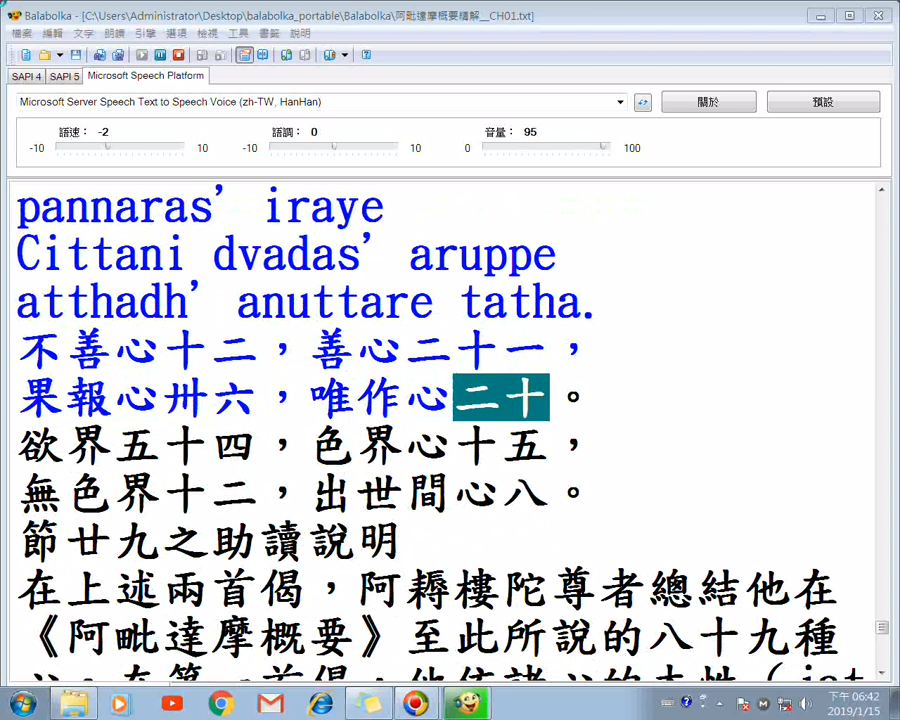 Balabolka - [C:\Users\Administrator\Desktop\balabolka_portable\Balabolka\阿毗達摩概要精解__CH01.txt]
檔案 編輯 文字 朗讀 引擎 選項 檢視 工具 書籤 說明
SAPI 4 SAPI 5 Microsoft Speech Platform
Microsoft Server Speech Text to Speech Voice (zh-TW, HanHan) 關於 預設
語速： -2 語調： 0 音量： 95
-10 10 -10 10 0 100
pannaras’ iraye
Cittani dvadas’ aruppe
atthadh’ anuttare tatha.
不善心十二，善心二十一，
果報心卅六，唯作心二十。
欲界五十四，色界心十五，
無色界十二，出世間心八。
節廿九之助讀說明
在上述兩首偈，阿耨樓陀尊者總結他在
《阿毗達摩概要》至此所說的八十九種
下午 06:42
2019/1/15